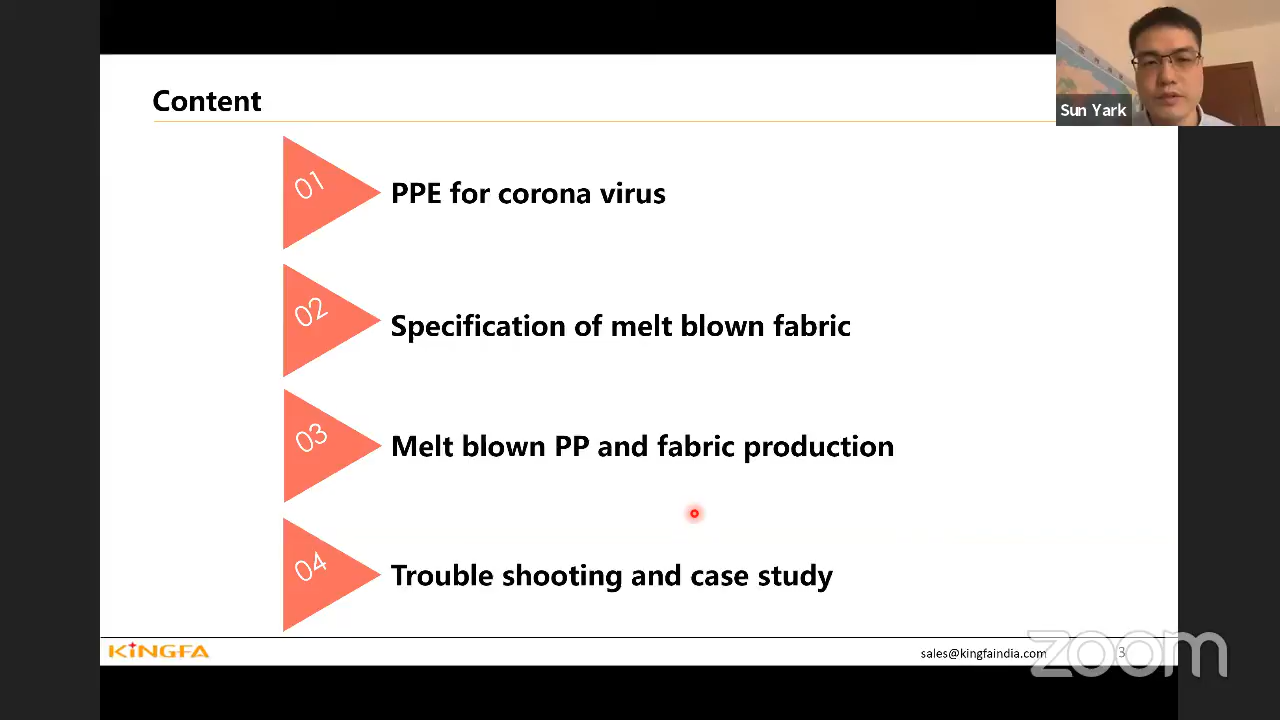 Content
Sun Yark
01
PPE for corona virus
02
Specification of melt blown fabric
03
Melt blown PP and fabric production
04
Trouble shooting and case study
KINGFA
sales@kingfaindia.com
3
zoom